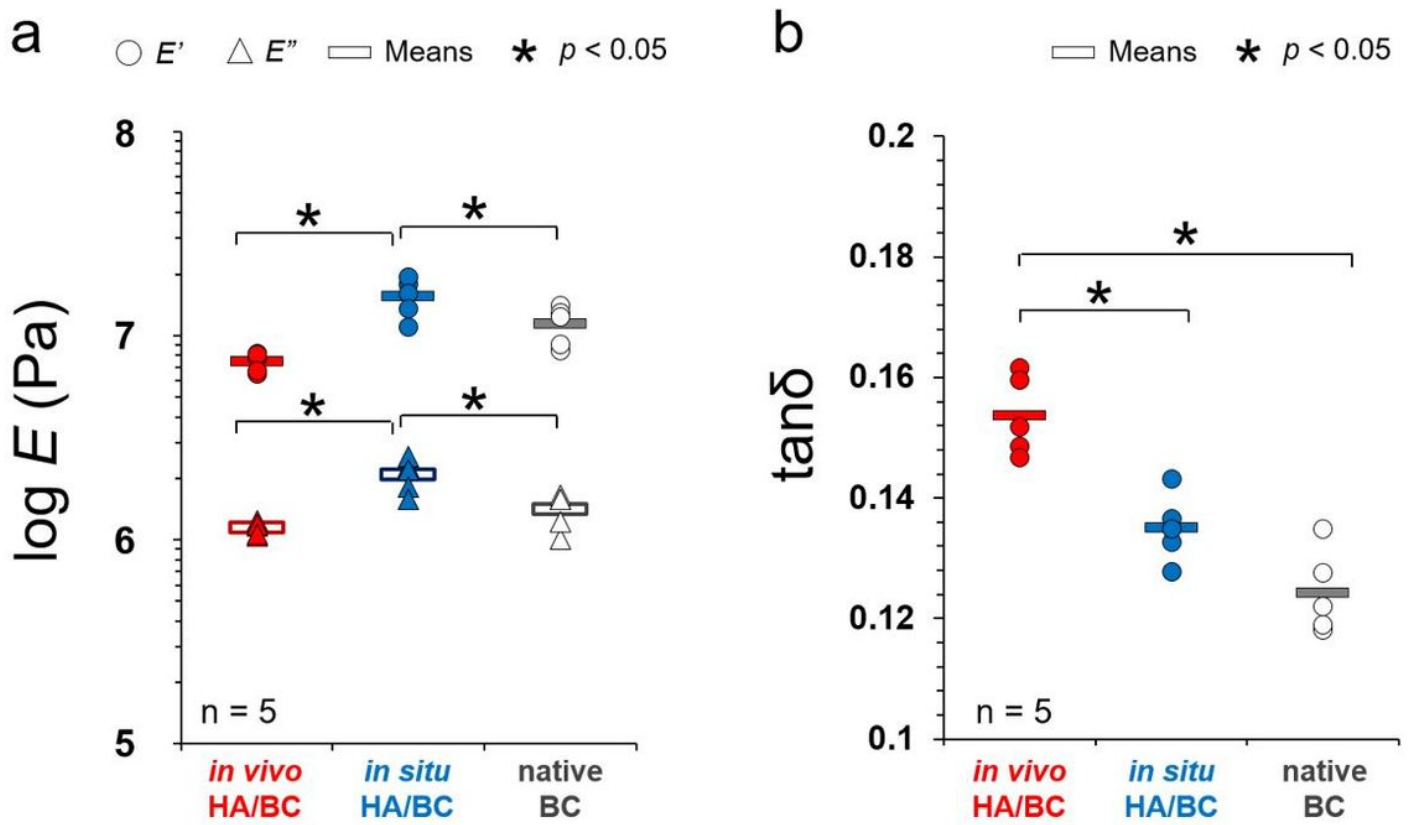 a
E’ E” Means * p < 0.05
log E (Pa)
8
7
6
5
*
*
*
*
n = 5
in vivo
HA/BC
in situ
HA/BC
native
BC
b
Means * p < 0.05
tanδ
0.2
0.18
0.16
0.14
0.12
0.1
*
*
n = 5
in vivo
HA/BC
in situ
HA/BC
native
BC